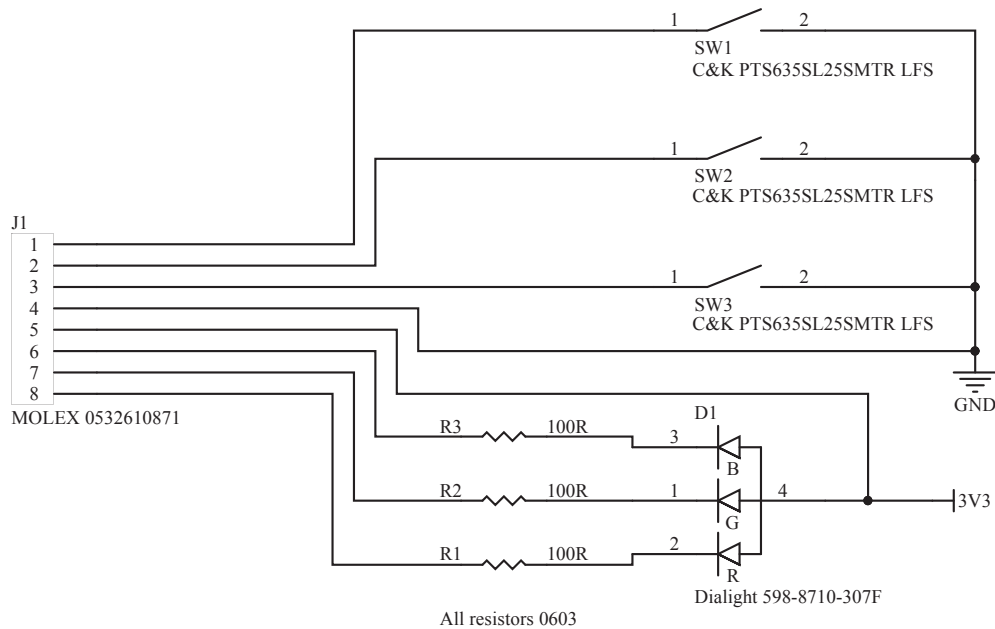 1 2
SW1
C&K PTS635SL25SMTR LFS
1 2
SW2
C&K PTS635SL25SMTR LFS
J1
1
2
3
4
5
6
7
8
MOLEX 0532610871
1 2
SW3
C&K PTS635SL25SMTR LFS
GND
D1
R3 100R 3
B
R2 100R 1 4 3V3
G
R1 100R 2
R
Dialight 598-8710-307F
All resistors 0603